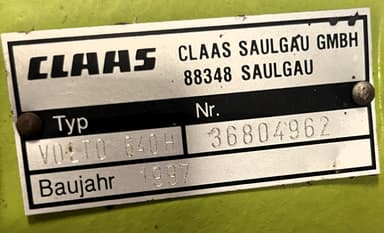 CLAAS
CLAAS SAULGAU GMBH
88348 SAULGAU
Typ
Nr.
VOLTO 640H
36804962
Baujahr 1997